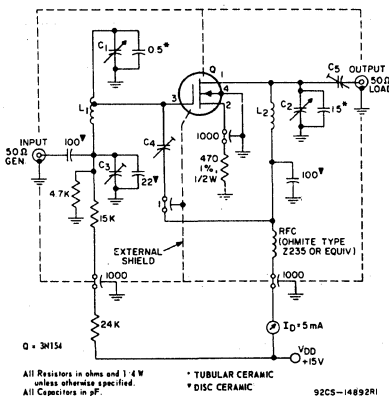 C1
0.5*
L1
Q
1
4
3
2
C5
OUTPUT
50Ω
LOAD
L2
C2
1.5*
C4
1000
INPUT
50Ω
GEN.
100▼
C3
22▼
470
1%,
1/2W
100▼
4.7K
15K
1
EXTERNAL
SHIELD
RFC
(OHMITE TYPE
Z235 OR EQUIV)
1000
1000
24K
ID=5mA
Q = 3N154
VDD
+15V
All Resistors in ohms and 1/4 W
unless otherwise specified.
All Capacitors in pF.
* TUBULAR CERAMIC
▼ DISC CERAMIC
92CS-14892R1